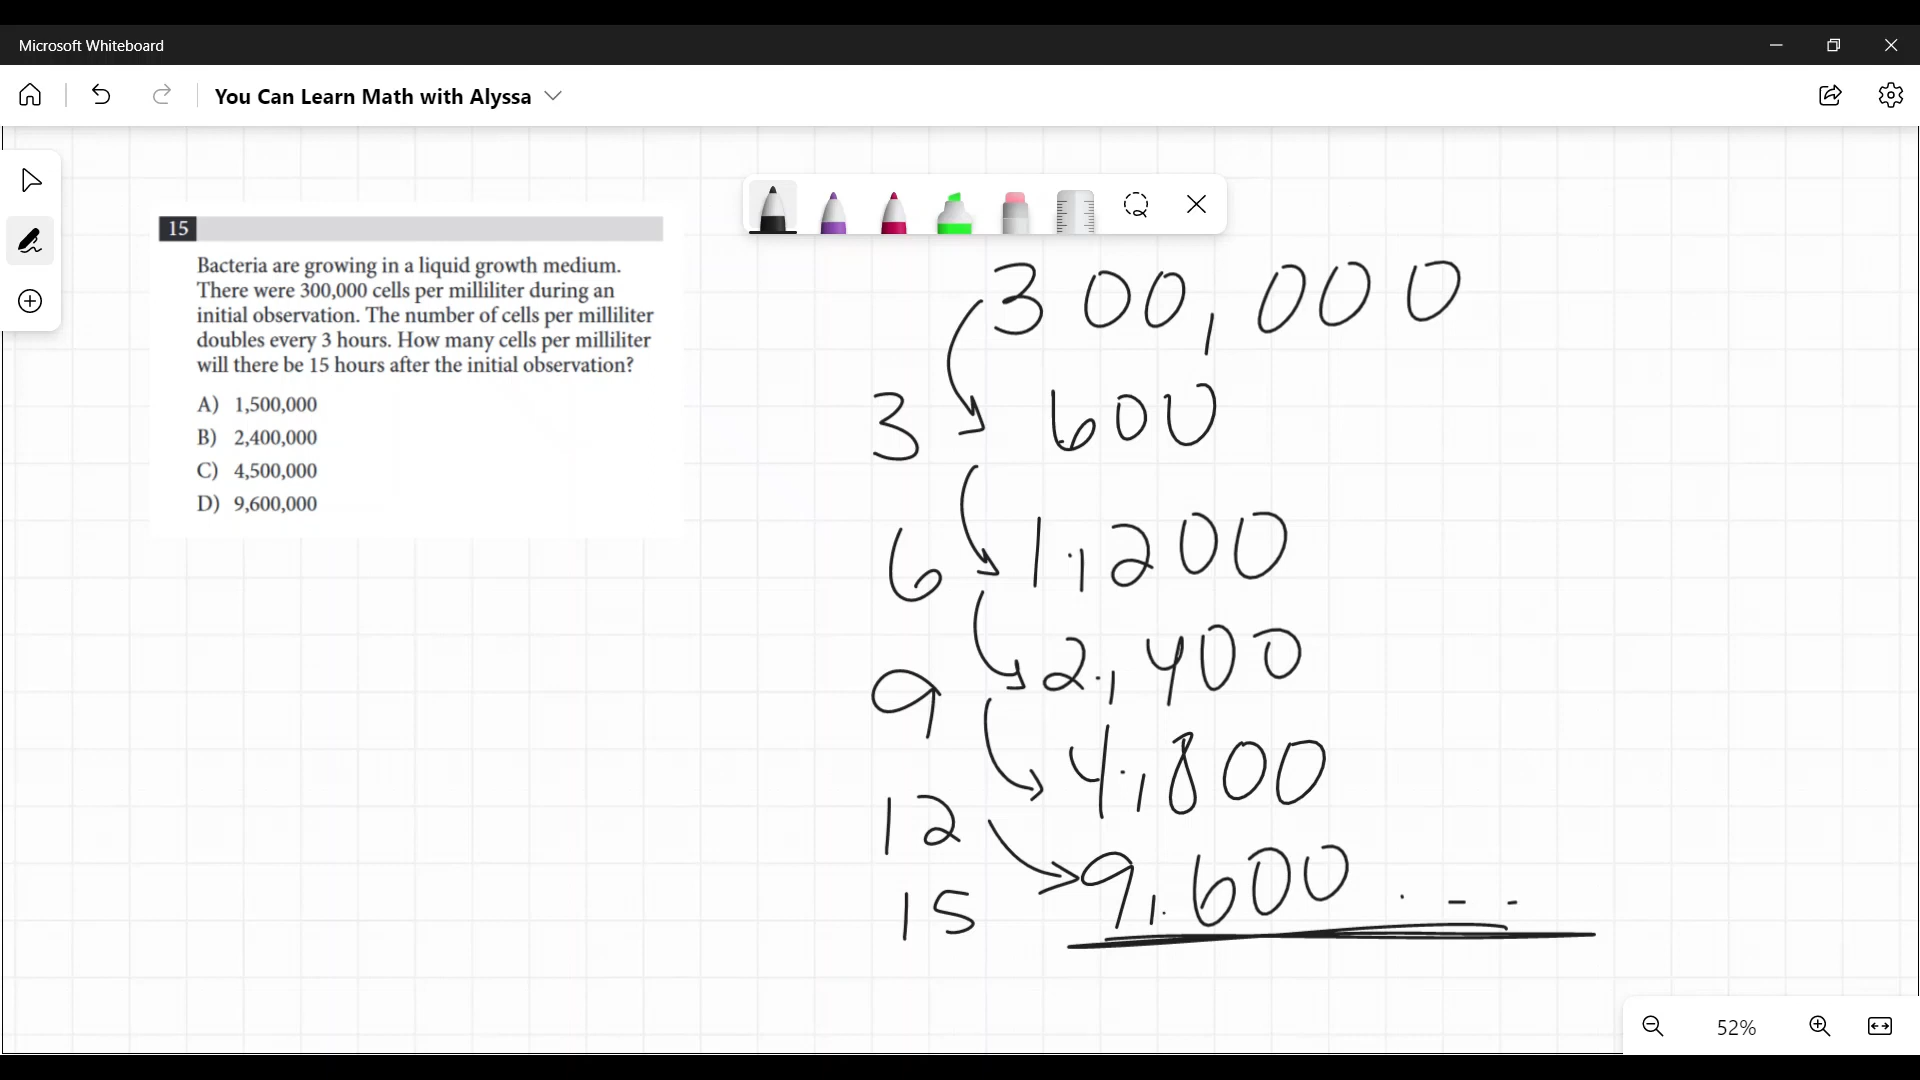 Microsoft Whiteboard
You Can Learn Math with Alyssa
15
Bacteria are growing in a liquid growth medium.
There were 300,000 cells per milliliter during an
initial observation. The number of cells per milliliter
doubles every 3 hours. How many cells per milliliter
will there be 15 hours after the initial observation?
A) 1,500,000
B) 2,400,000
C) 4,500,000
D) 9,600,000
300,000
3 600
6 1,200
9 2,400
12 4,800
15 9,600 . - -
52%